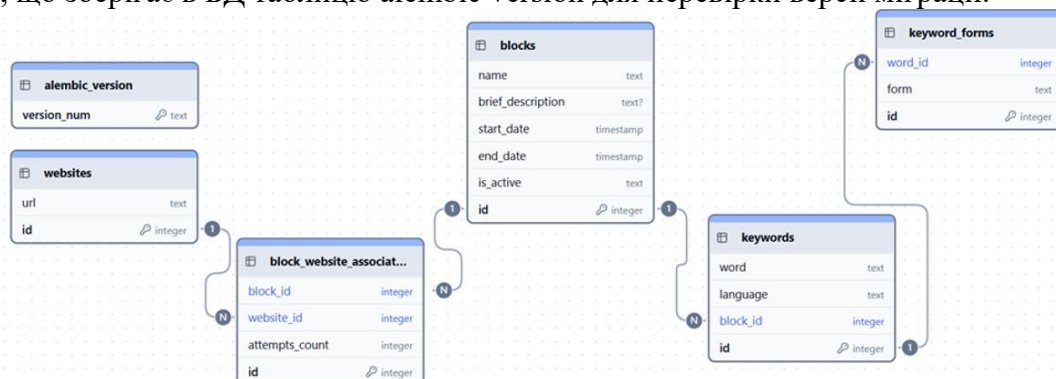 , що зберігає в БД таблицю alembic version для перевірки версії міграції.
alembic_version
version_num text
websites
url text
id integer
block_website_associat...
block_id integer
website_id integer
attempts_count integer
id integer
blocks
name text
brief_description text?
start_date timestamp
end_date timestamp
is_active text
id integer
keywords
word text
language text
block_id integer
id integer
keyword_forms
word_id integer
form text
id integer
1
N
1
N
1
N
1
N